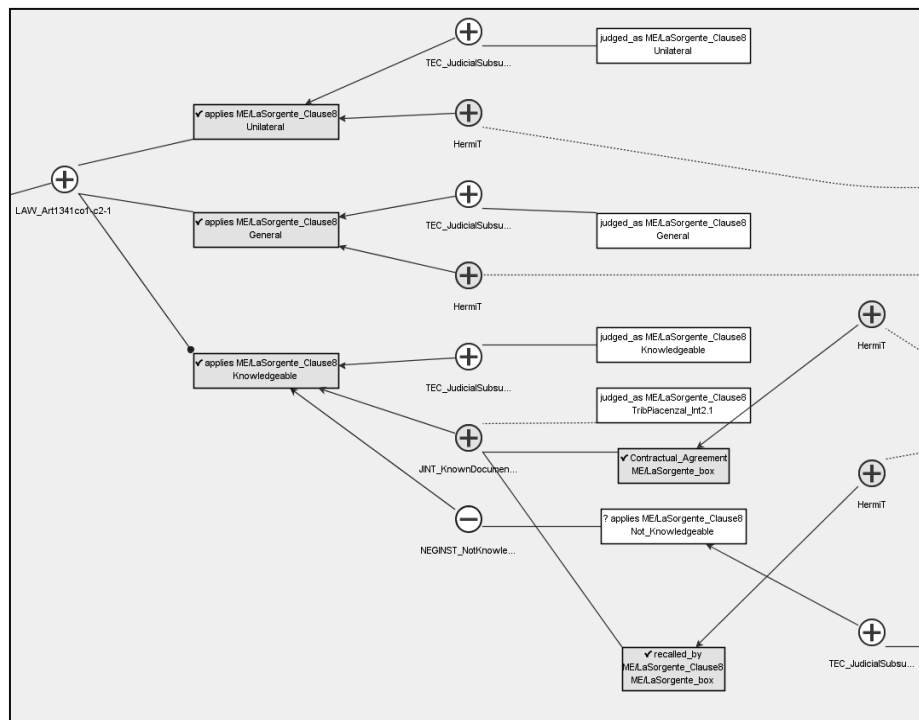 judged_as ME/LaSorgente_Clause8
Unilateral
TEC_JudicialSubsu...
✔ applies ME/LaSorgente_Clause8
Unilateral
HermiT
LAW_Art1341co1-c2-1
judged_as ME/LaSorgente_Clause8
General
TEC_JudicialSubsu...
✔ applies ME/LaSorgente_Clause8
General
HermiT
HermiT
judged_as ME/LaSorgente_Clause8
Knowledgeable
✔ applies ME/LaSorgente_Clause8
Knowledgeable
TEC_JudicialSubsu...
judged_as ME/LaSorgente_Clause8
TribPiacenzaI_Int2.1
✔ Contractual_Agreement
ME/LaSorgente_box
JINT_KnownDocumen...
HermiT
? applies ME/LaSorgente_Clause8
Not_Knowledgeable
NEGINST_NotKnowle...
✔ recalled_by
ME/LaSorgente_Clause8
ME/LaSorgente_box
TEC_JudicialSubsu...